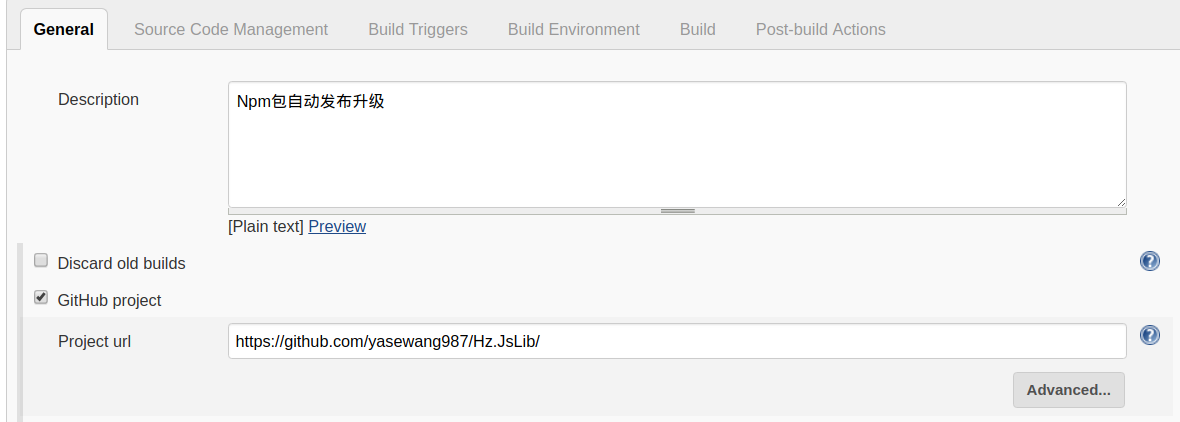 General Source Code Management Build Triggers Build Environment Build Post-build Actions
Description
Npm包自动发布升级
[Plain text] Preview
Discard old builds
GitHub project
Project url
https://github.com/yasewang987/Hz.JsLib/
Advanced...